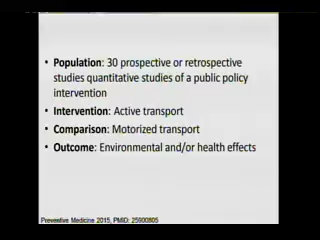 • Population: 30 prospective or retrospective
studies quantitative studies of a public policy
intervention
• Intervention: Active transport
• Comparison: Motorized transport
• Outcome: Environmental and/or health effects
Preventive Medicine 2015, PMID: 25900805